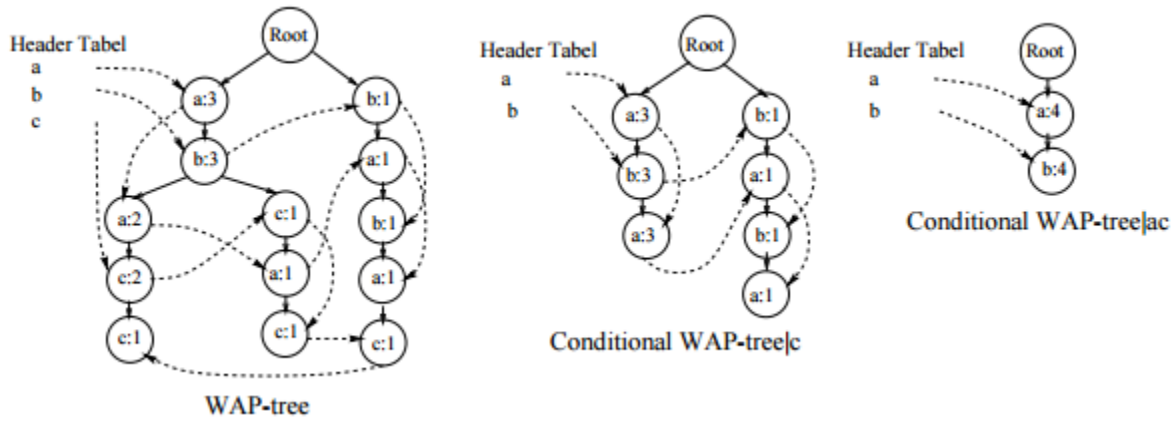 Header Tabel
a
b
c
Root
a:3
b:1
b:3
a:1
a:2
c:1
b:1
c:2
a:1
a:1
c:1
c:1
c:1
WAP-tree
Header Tabel
a
b
Root
a:3
b:1
b:3
a:1
a:3
b:1
a:1
Conditional WAP-tree|c
Header Tabel
a
b
Root
a:4
b:4
Conditional WAP-tree|ac